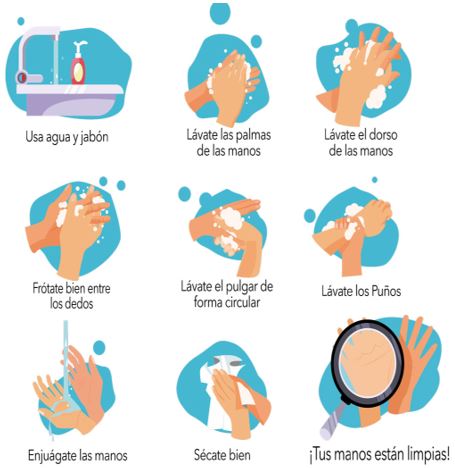 Usa agua y jabón
Lávate las palmas
de las manos
Lávate el dorso
de las manos
Frótate bien entre
los dedos
Lávate el pulgar de
forma circular
Lávate los Puños
Enjuágate las manos
Sécate bien
¡Tus manos están limpias!